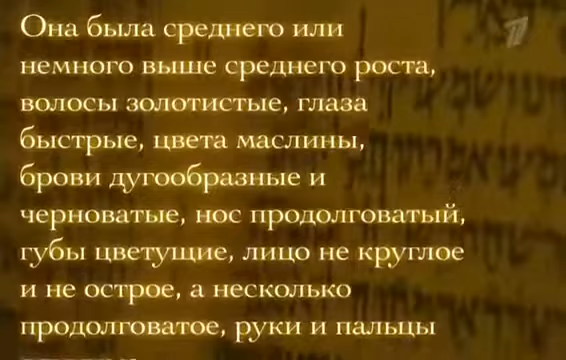 Она была среднего или
немного выше среднего роста,
волосы золотистые, глаза
быстрые, цвета маслины,
брови дугообразные и
черноватые, нос продолговатый,
губы цветущие, лицо не круглое
и не острое, а несколько
продолговатое, руки и пальцы